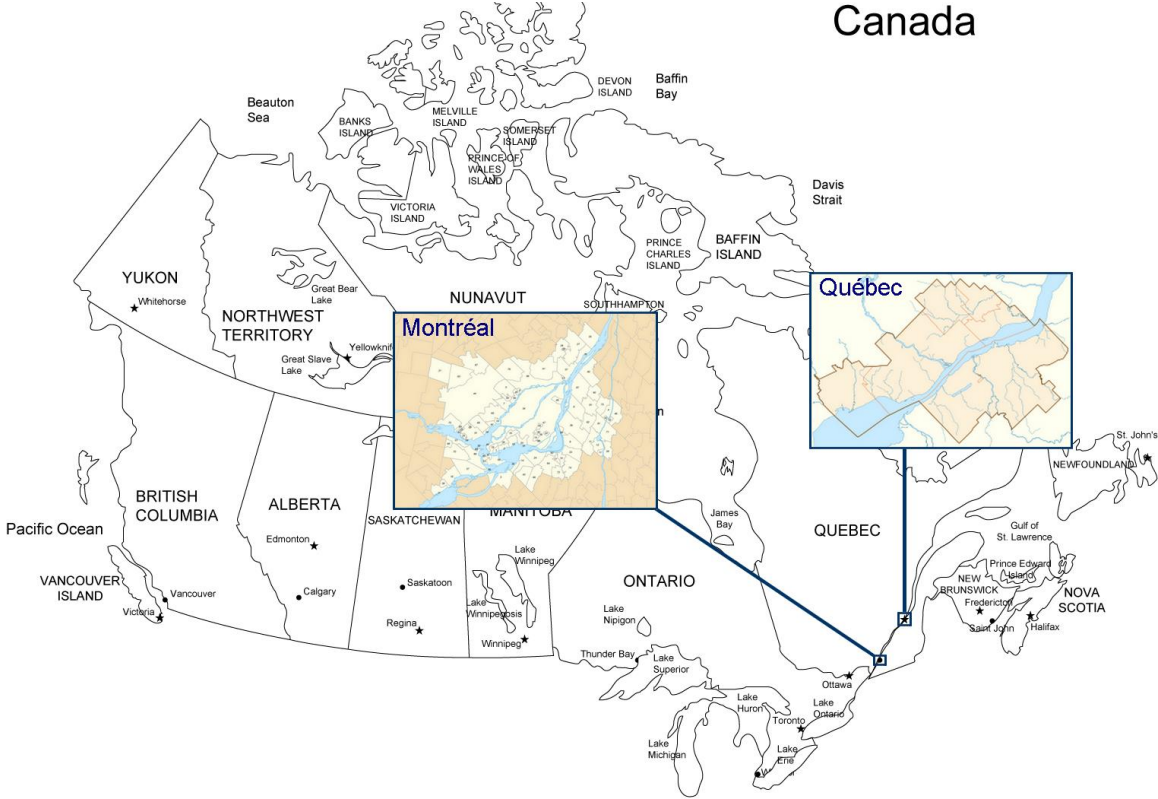 Canada
Baffin
Bay
DEVON
ISLAND
Beauton
Sea
BANKS
ISLAND
MELVILLE
ISLAND
SOMERSET
ISLAND
PRINCE OF
WALES
ISLAND
VICTORIA
ISLAND
Davis
Strait
PRINCE
CHARLES
ISLAND
BAFFIN
ISLAND
YUKON
Whitehorse
Great Bear
Lake
NORTHWEST
TERRITORY
NUNAVUT
SOUTHHAMPTON
Great Slave
Lake
Yellowknif
Montréal
Québec
St. John's
NEWFOUNDLAND
BRITISH
COLUMBIA
ALBERTA
SASKATCHEWAN
MANITOBA
Pacific Ocean
Edmonton
James
Bay
QUEBEC
Gulf of
St. Lawrence
VANCOUVER
ISLAND
Vancouver
Victoria
Calgary
Saskatoon
Regina
Lake
Winnipeg
Lake
Winnipegosis
Winnipeg
ONTARIO
Lake
Nipigon
Thunder Bay
Lake
Superior
Prince Edward
Island
NEW
BRUNSWICK
Fredericton
Saint John
NOVA
SCOTIA
Halifax
Ottawa
Lake
Huron
Lake
Ontario
Toronto
Lake
Michigan
Lake
Erie